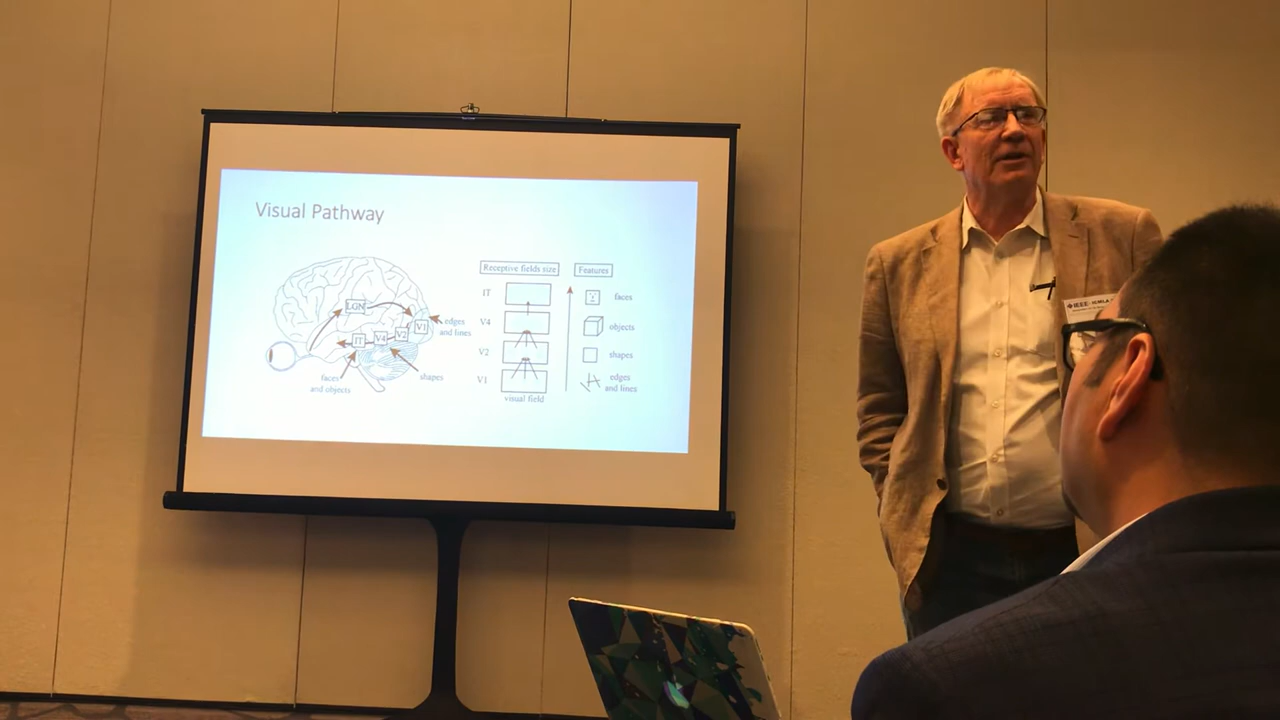 Visual Pathway
LGN
V1
V2
V4
IT
edges
and lines
faces
and objects
shapes
Receptive fields size
Features
IT
faces
V4
objects
V2
shapes
V1
edges
and lines
visual field
IEEE